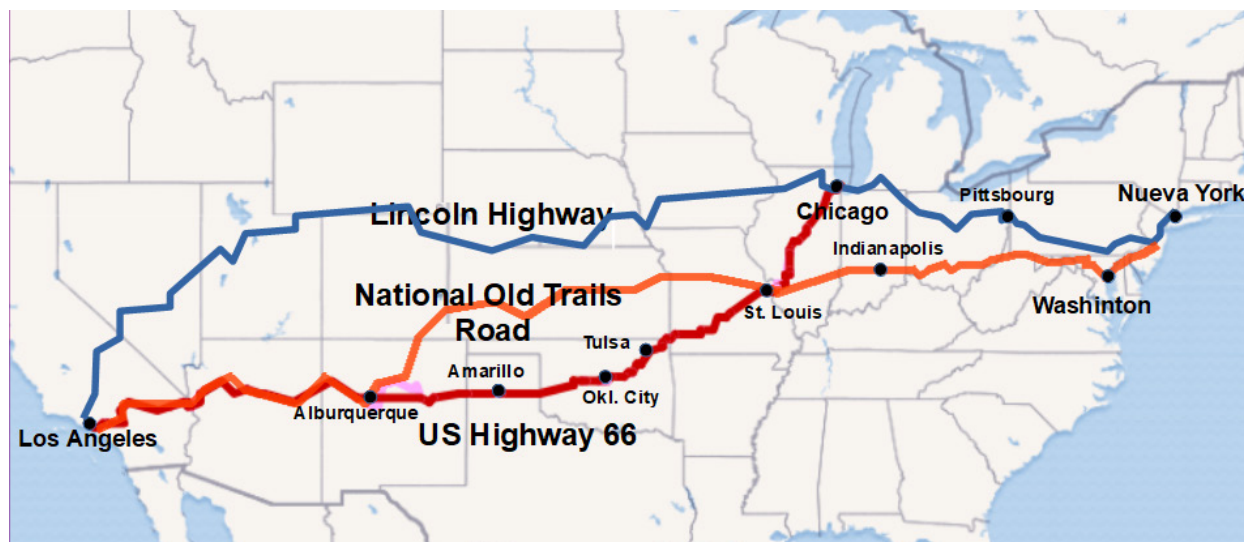 Pittsbourg
Nueva York
Lincoln Highway
Chicago
Indianapolis
National Old Trails
Road
St. Louis
Washinton
Tulsa
Amarillo
Okl. City
Alburquerque
Los Angeles
US Highway 66